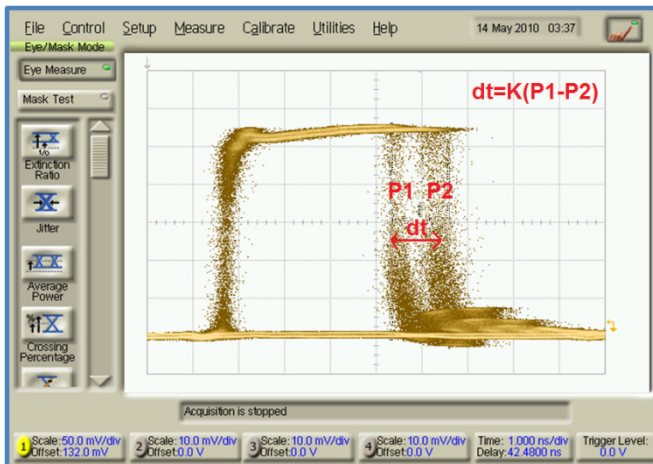 File Control Setup Measure Calibrate Utilities Help 14 May 2010 03:37
Eye/Mask Mode
Eye Measure
Mask Test
Extinction
Ratio
Jitter
Average
Power
Crossing
Percentage
dt=K(P1-P2)
P1 P2
dt
Acquisition is stopped
1 Scale:50.0 mV/div
Offset:132.0 mV
2 Scale:10.0 mV/div
Offset:0.0 V
3 Scale:10.0 mV/div
Offset:0.0 V
4 Scale:10.0 mV/div
Offset:0.0 V
Time: 1.000 ns/div
Delay:42.4800 ns
Trigger Level:
0.0 V